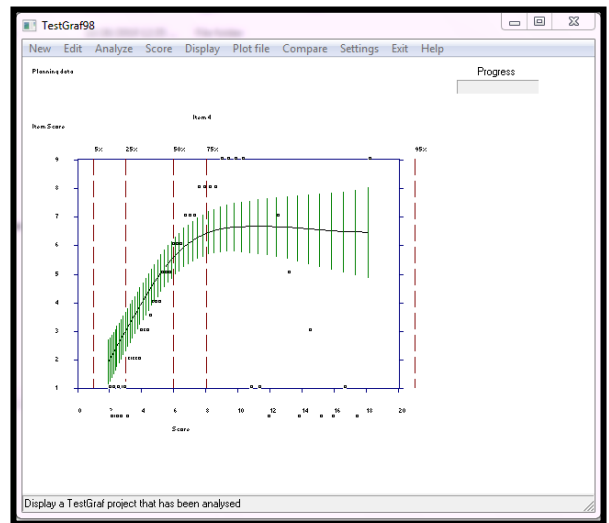 TestGraf98
New Edit Analyze Score Display Plot file Compare Settings Exit Help
Planning data
Progress
Item 4
Item Score
5% 25% 50% 75% 95%
9
8
7
6
5
4
3
2
1
0 2 4 6 8 10 12 14 16 18 20
Score
Display a TestGraf project that has been analysed